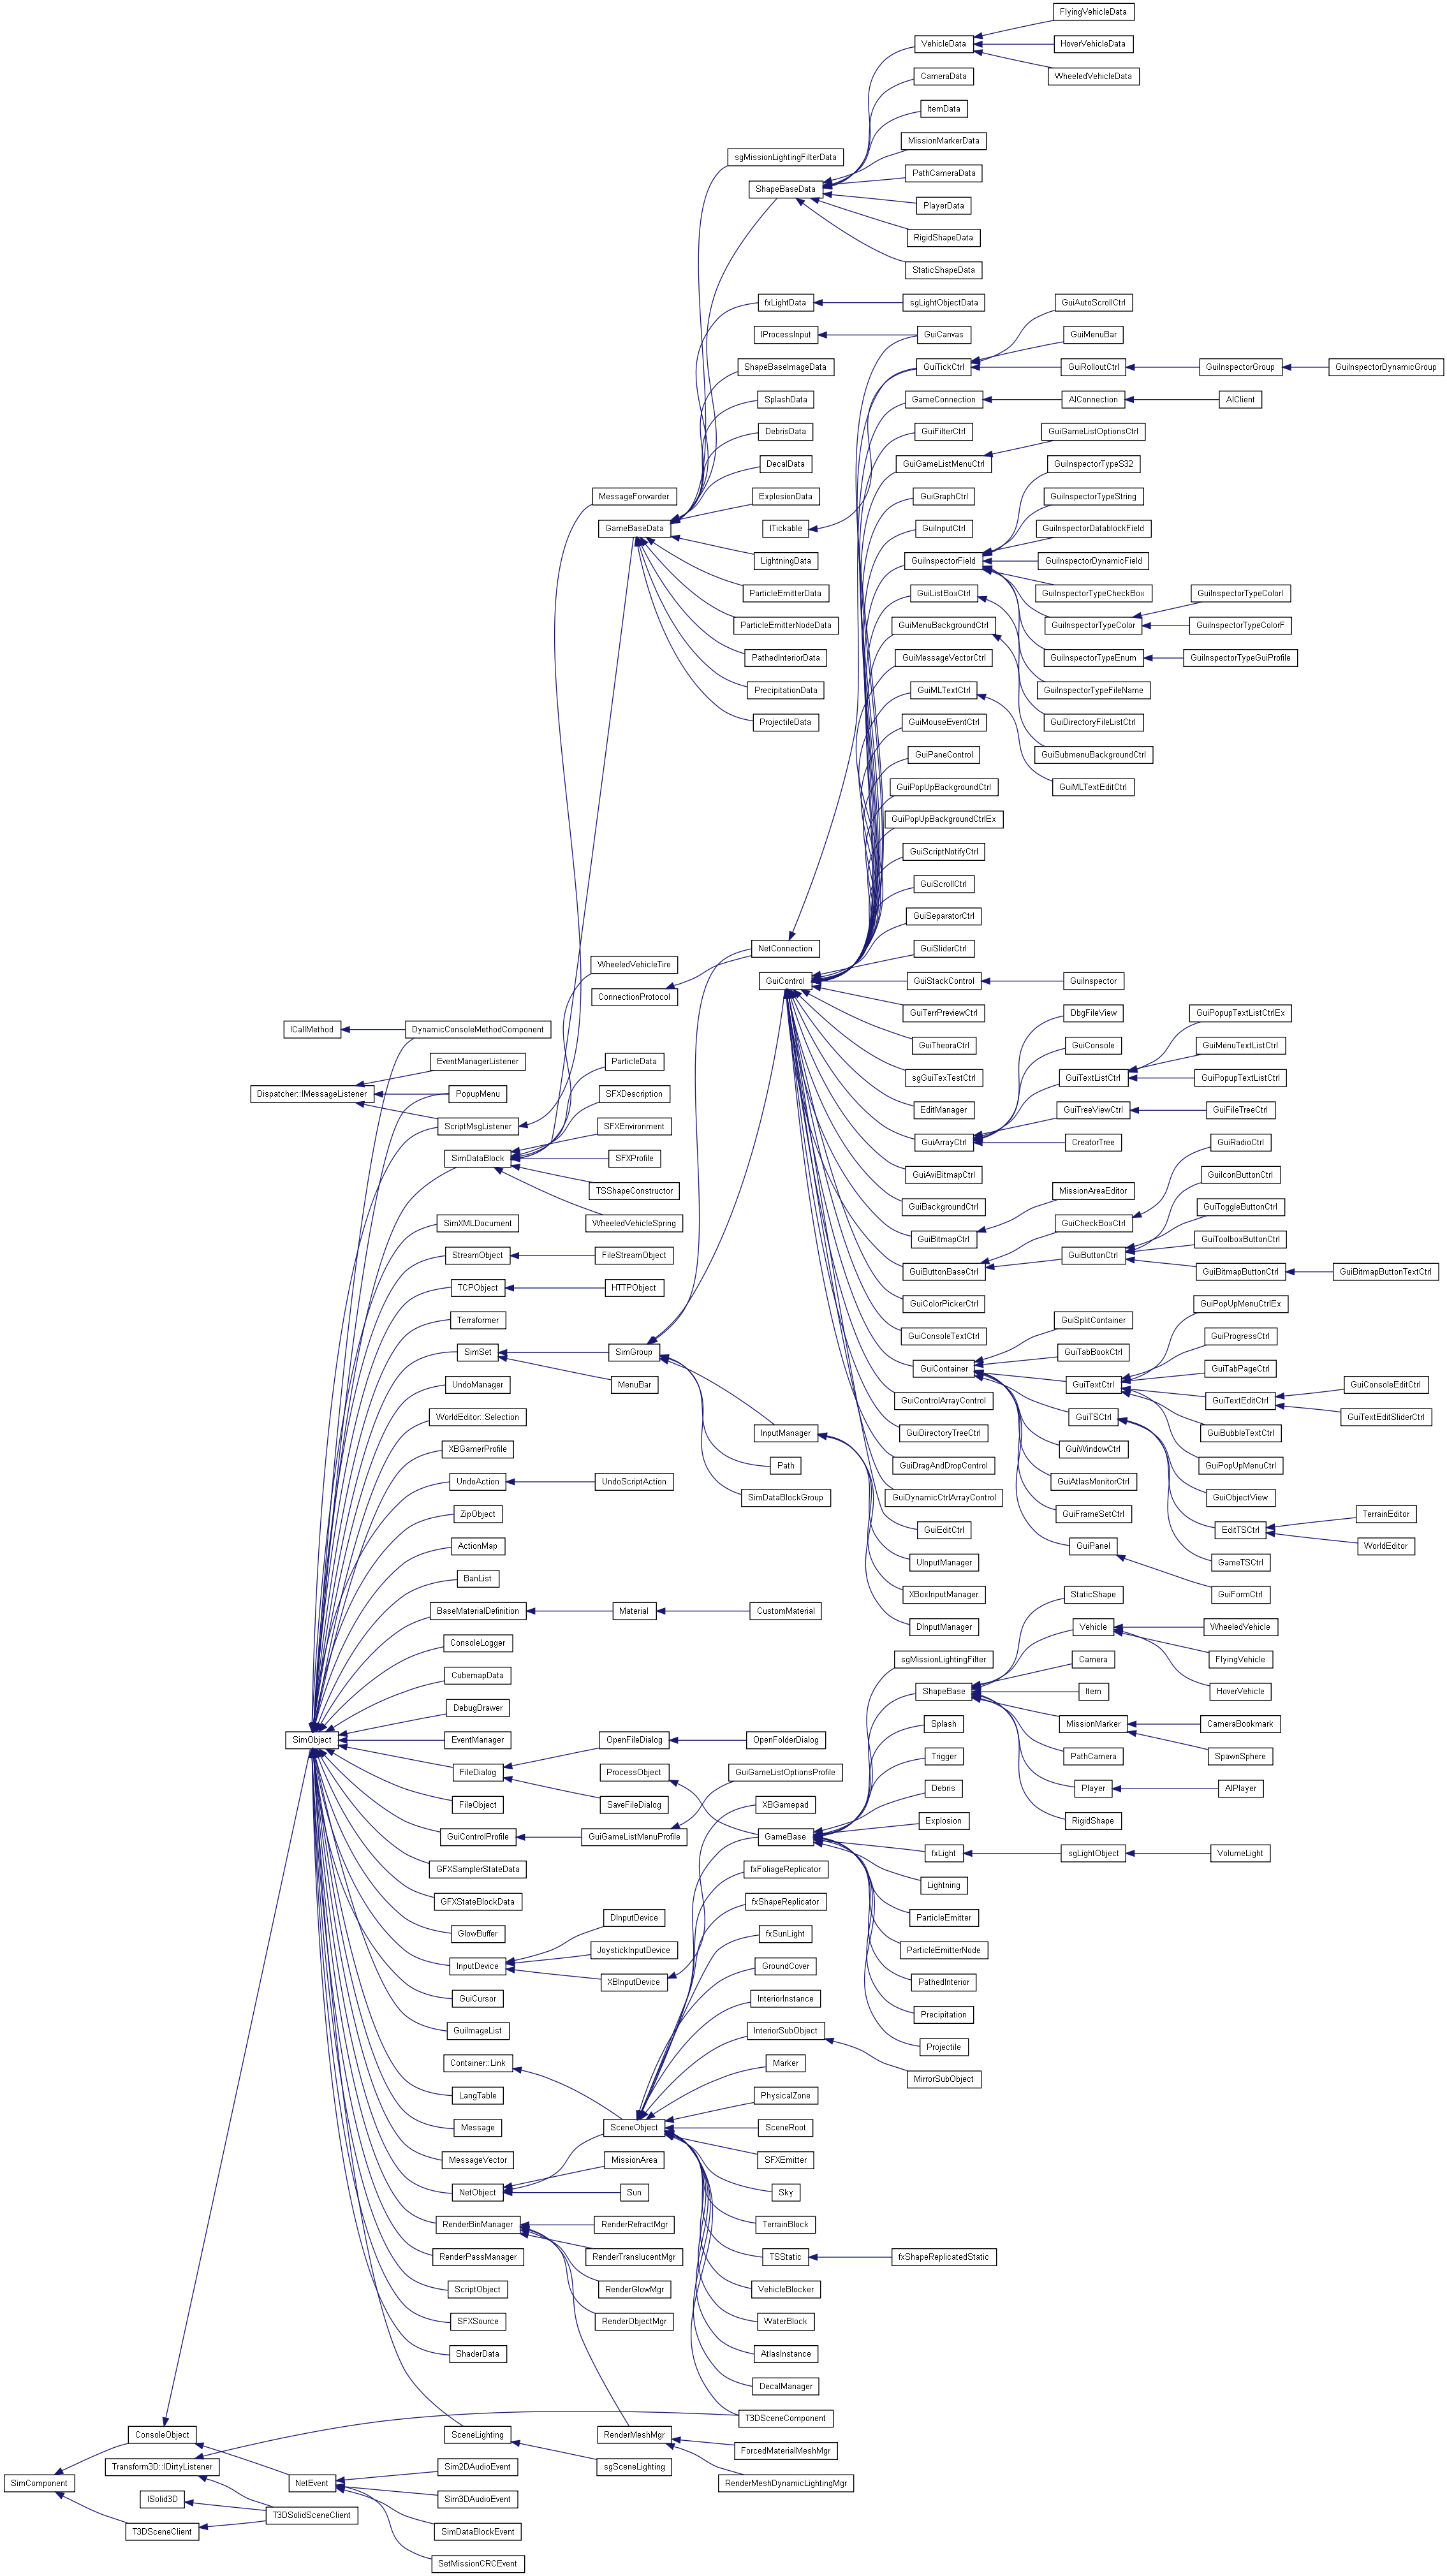 FlyingVehicleData
VehicleData
HoverVehicleData
CameraData
WheeledVehicleData
ItemData
MissionMarkerData
sgMissionLightingFilterData
PathCameraData
ShapeBaseData
PlayerData
RigidShapeData
StaticShapeData
fxLightData
sgLightObjectData
GuiAutoScrollCtrl
IProcessInput
GuiCanvas
GuiMenuBar
ShapeBaseImageData
GuiTickCtrl
GuiRolloutCtrl
GuiInspectorGroup
GuiInspectorDynamicGroup
SplashData
GameConnection
AIConnection
AIClient
DebrisData
GuiFilterCtrl
GuiGameListOptionsCtrl
DecalData
GuiGameListMenuCtrl
GuiInspectorTypeS32
MessageForwarder
ExplosionData
GuiGraphCtrl
GuiInspectorTypeString
GameBaseData
ITickable
GuiInputCtrl
GuiInspectorDatablockField
LightningData
GuiInspectorField
GuiInspectorDynamicField
ParticleEmitterData
GuiListBoxCtrl
GuiInspectorTypeCheckBox
GuiInspectorTypeColorI
ParticleEmitterNodeData
GuiMenuBackgroundCtrl
GuiInspectorTypeColor
GuiInspectorTypeColorF
PathedInteriorData
GuiMessageVectorCtrl
GuiInspectorTypeEnum
GuiInspectorTypeGuiProfile
PrecipitationData
GuiMLTextCtrl
GuiInspectorTypeFileName
ProjectileData
GuiMouseEventCtrl
GuiDirectoryFileListCtrl
GuiPaneControl
GuiSubmenuBackgroundCtrl
GuiPopUpBackgroundCtrl
GuiMLTextEditCtrl
GuiPopUpBackgroundCtrlEx
GuiScriptNotifyCtrl
GuiScrollCtrl
GuiSeparatorCtrl
NetConnection
GuiSliderCtrl
WheeledVehicleTire
GuiControl
GuiStackControl
GuiInspector
ConnectionProtocol
GuiTerrPreviewCtrl
DbgFileView
GuiPopupTextListCtrlEx
ICallMethod
DynamicConsoleMethodComponent
GuiTheoraCtrl
GuiConsole
GuiMenuTextListCtrl
EventManagerListener
ParticleData
sgGuiTexTestCtrl
GuiTextListCtrl
GuiPopupTextListCtrl
Dispatcher::IMessageListener
PopupMenu
SFXDescription
EditManager
GuiTreeViewCtrl
GuiFileTreeCtrl
ScriptMsgListener
SFXEnvironment
GuiArrayCtrl
CreatorTree
GuiRadioCtrl
SimDataBlock
SFXProfile
GuiAviBitmapCtrl
GuiIconButtonCtrl
TSShapeConstructor
MissionAreaEditor
GuiBackgroundCtrl
GuiToggleButtonCtrl
SimXMLDocument
WheeledVehicleSpring
GuiCheckBoxCtrl
GuiBitmapCtrl
GuiToolboxButtonCtrl
StreamObject
FileStreamObject
GuiButtonCtrl
GuiButtonBaseCtrl
GuiBitmapButtonCtrl
GuiBitmapButtonTextCtrl
TCPObject
HTTPObject
GuiColorPickerCtrl
GuiPopUpMenuCtrlEx
Terraformer
GuiSplitContainer
GuiConsoleTextCtrl
GuiProgressCtrl
SimSet
SimGroup
GuiTabBookCtrl
GuiContainer
GuiTabPageCtrl
UndoManager
MenuBar
GuiTextCtrl
GuiConsoleEditCtrl
GuiControlArrayControl
GuiTextEditCtrl
WorldEditor::Selection
GuiTSCtrl
GuiTextEditSliderCtrl
InputManager
GuiDirectoryTreeCtrl
GuiBubbleTextCtrl
XBGamerProfile
GuiWindowCtrl
Path
GuiDragAndDropControl
GuiPopUpMenuCtrl
UndoAction
UndoScriptAction
GuiAtlasMonitorCtrl
SimDataBlockGroup
GuiDynamicCtrlArrayControl
GuiObjectView
ZipObject
GuiFrameSetCtrl
TerrainEditor
GuiEditCtrl
EditTSCtrl
ActionMap
GuiPanel
WorldEditor
UInputManager
GameTSCtrl
BanList
XBoxInputManager
StaticShape
GuiFormCtrl
BaseMaterialDefinition
Material
CustomMaterial
DInputManager
Vehicle
WheeledVehicle
ConsoleLogger
sgMissionLightingFilter
Camera
FlyingVehicle
CubemapData
ShapeBase
Item
HoverVehicle
DebugDrawer
Splash
MissionMarker
CameraBookmark
SimObject
EventManager
OpenFileDialog
OpenFolderDialog
Trigger
PathCamera
SpawnSphere
FileDialog
ProcessObject
GuiGameListOptionsProfile
Debris
Player
AIPlayer
FileObject
SaveFileDialog
XBGamepad
Explosion
RigidShape
GuiControlProfile
GuiGameListMenuProfile
GameBase
fxLight
sgLightObject
VolumeLight
GFXSamplerStateData
fxFoliageReplicator
Lightning
GFXStateBlockData
fxShapeReplicator
ParticleEmitter
GlowBuffer
DInputDevice
fxSunLight
ParticleEmitterNode
InputDevice
JoystickInputDevice
GroundCover
PathedInterior
XBInputDevice
GuiCursor
InteriorInstance
Precipitation
GuiImageList
InteriorSubObject
Projectile
Container::Link
Marker
MirrorSubObject
LangTable
PhysicalZone
Message
SceneObject
SceneRoot
MessageVector
MissionArea
SFXEmitter
NetObject
Sun
Sky
RenderBinManager
RenderRefractMgr
TerrainBlock
RenderPassManager
RenderTranslucentMgr
TSStatic
fxShapeReplicatedStatic
ScriptObject
RenderGlowMgr
VehicleBlocker
SFXSource
RenderObjectMgr
WaterBlock
ShaderData
AtlasInstance
DecalManager
T3DSceneComponent
ConsoleObject
SceneLighting
RenderMeshMgr
ForcedMaterialMeshMgr
Transform3D::IDirtyListener
Sim2DAudioEvent
sgSceneLighting
SimComponent
NetEvent
RenderMeshDynamicLightingMgr
ISolid3D
Sim3DAudioEvent
T3DSolidSceneClient
T3DSceneClient
SimDataBlockEvent
SetMissionCRCEvent